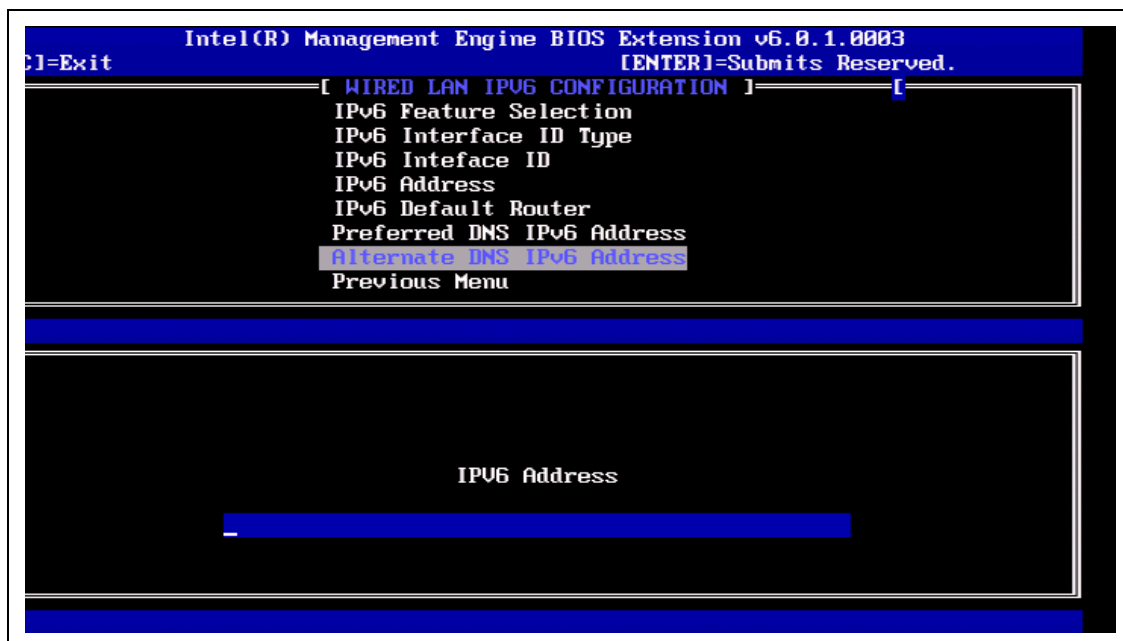 Intel(R) Management Engine BIOS Extension v6.0.1.0003
C]=Exit [ENTER]=Submits Reserved.
[ WIRED LAN IPV6 CONFIGURATION ] [
IPv6 Feature Selection
IPv6 Interface ID Type
IPv6 Inteface ID
IPv6 Address
IPv6 Default Router
Preferred DNS IPv6 Address
Alternate DNS IPv6 Address
Previous Menu
IPV6 Address